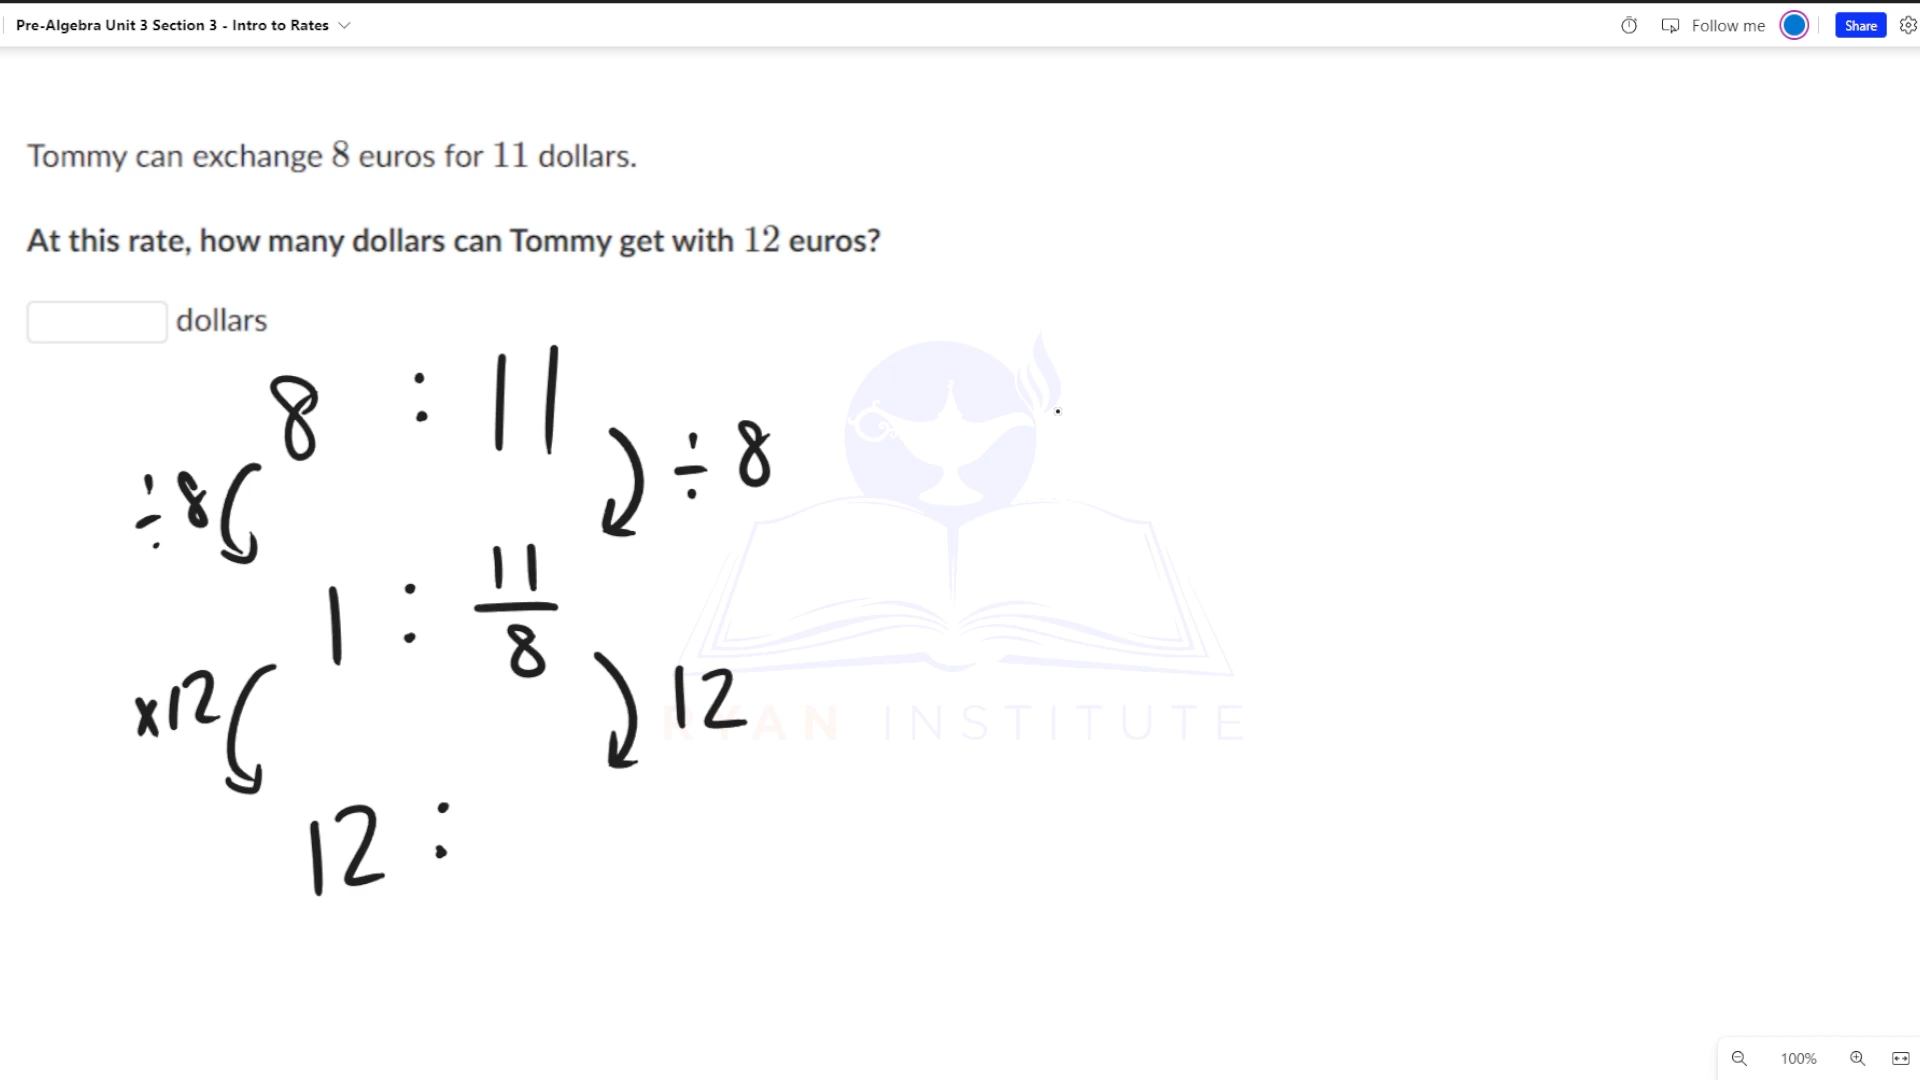 Pre-Algebra Unit 3 Section 3 - Intro to Rates
Follow me
Share
Tommy can exchange 8 euros for 11 dollars.
At this rate, how many dollars can Tommy get with 12 euros?
dollars
8 : 11
÷8
÷ 8
1 : 11/8
x12
12
RYAN INSTITUTE
12 :
100%